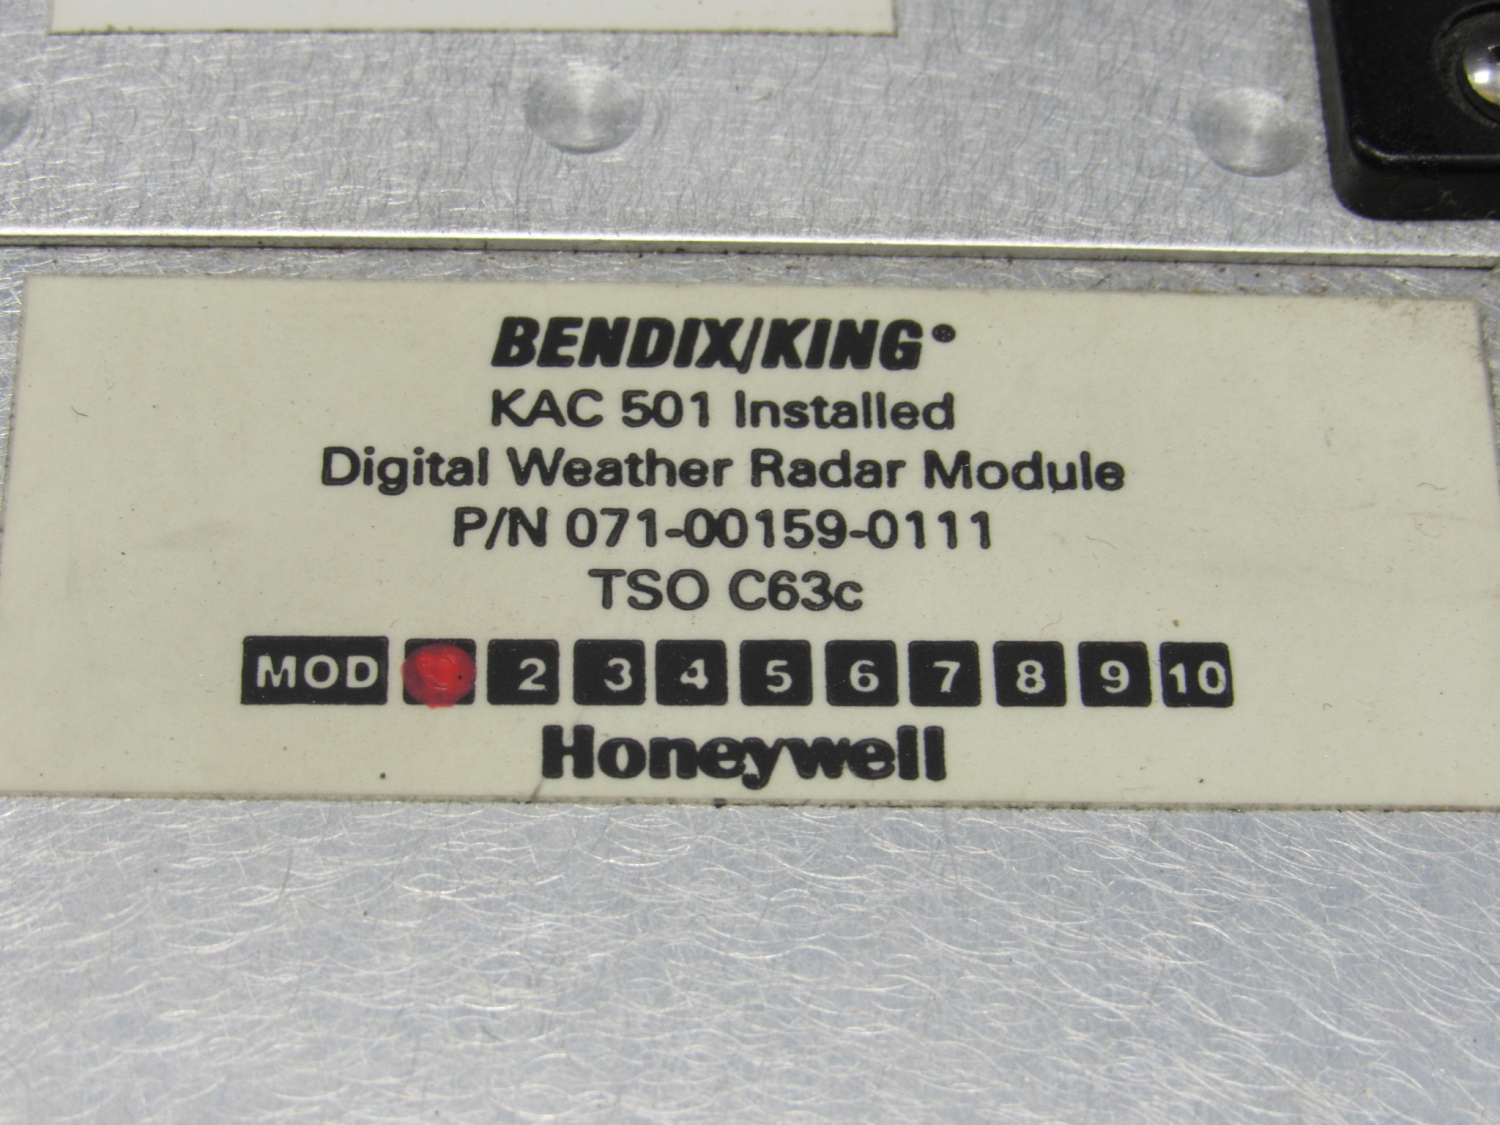 BENDIX/KING®
KAC 501 Installed
Digital Weather Radar Module
P/N 071-00159-0111
TSO C63c
MOD 2 3 4 5 6 7 8 9 10
Honeywell